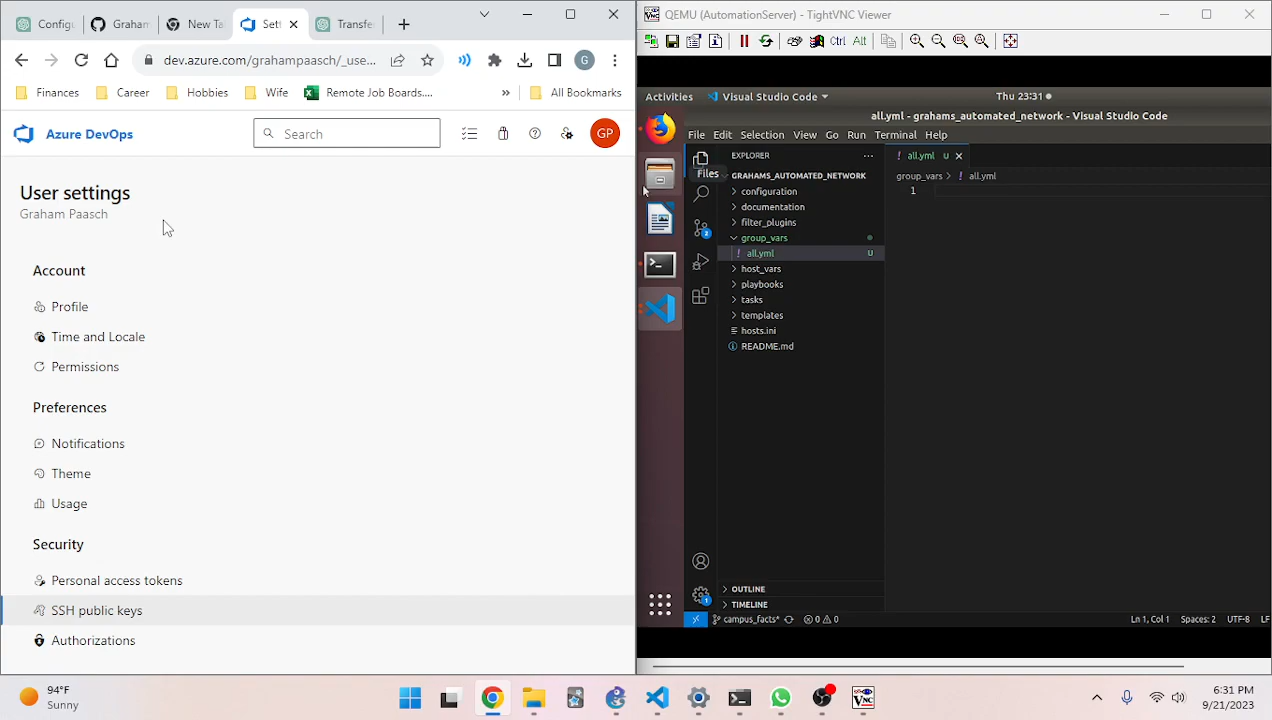 Config
Graham
New Ta
Sett
Transfe
dev.azure.com/grahampaasch/_use...
G
Finances
Career
Hobbies
Wife
Remote Job Boards....
»
All Bookmarks
Azure DevOps
Search
GP
User settings
Graham Paasch
Account
Profile
Time and Locale
Permissions
Preferences
Notifications
Theme
Usage
Security
Personal access tokens
SSH public keys
Authorizations
QEMU (AutomationServer) - TightVNC Viewer
Ctrl Alt
Activities
Visual Studio Code
Thu 23:31
all.yml - grahams_automated_network - Visual Studio Code
File Edit Selection View Go Run Terminal Help
Files
EXPLORER
GRAHAMS_AUTOMATED_NETWORK
configuration
documentation
filter_plugins
group_vars
! all.yml U
host_vars
playbooks
tasks
templates
hosts.ini
README.md
OUTLINE
TIMELINE
! all.yml U
group_vars > ! all.yml
1
campus_facts* 0 0
Ln 1, Col 1 Spaces: 2 UTF-8 LF
94°F
Sunny
6:31 PM
9/21/2023